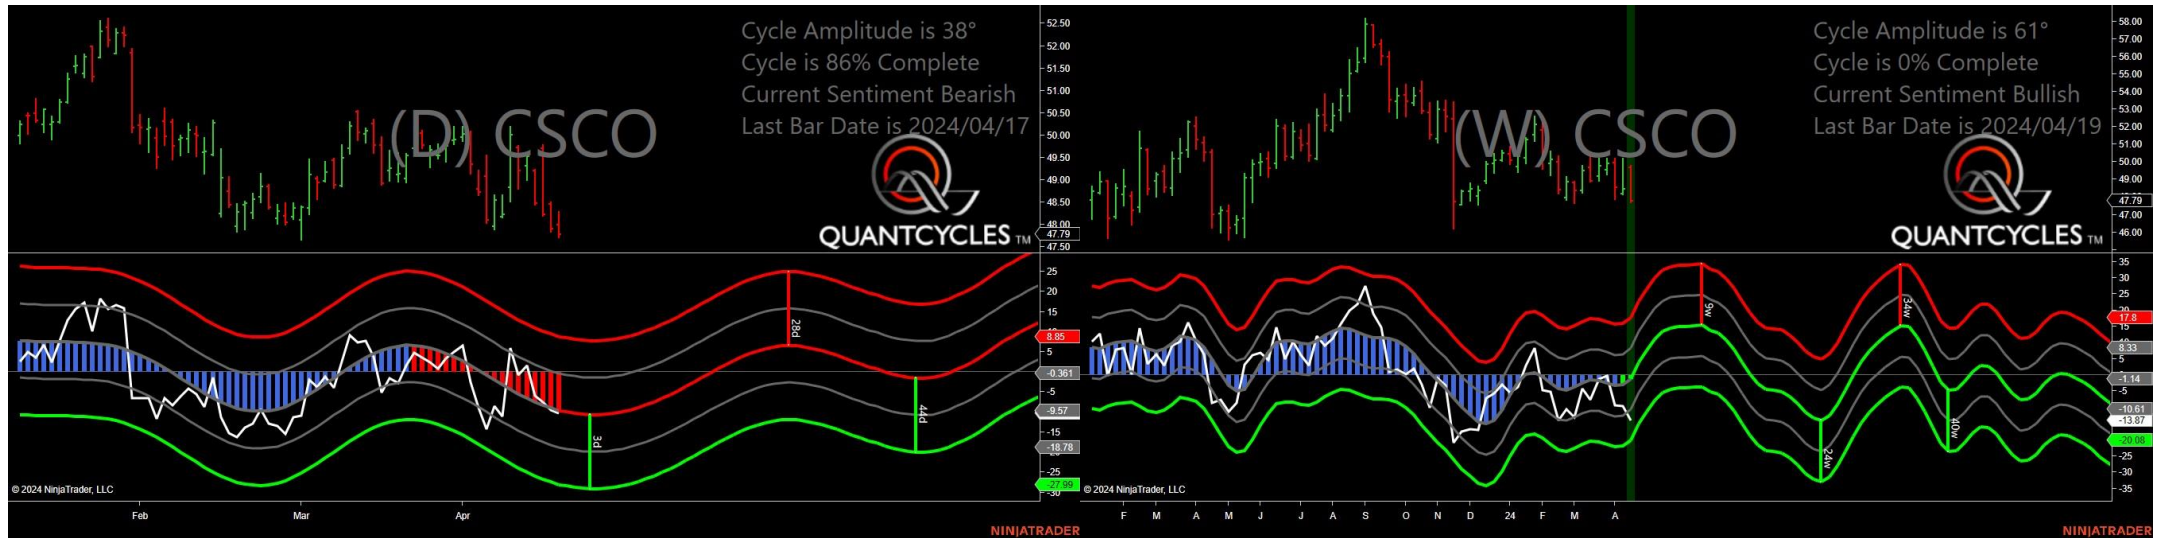 Cycle Amplitude is 38°
Cycle is 86% Complete
Current Sentiment Bearish
Last Bar Date is 2024/04/17
(D) CSCO
QUANTCYCLES TM
52.50
52.00
51.50
51.00
50.50
50.00
49.50
49.00
48.50
48.00
47.79
47.50
25
20
15
8.85
5
-0.361
-5
-9.57
-15
-18.78
-25
-27.99
-30
28d
44d
3d
© 2024 NinjaTrader, LLC
Feb
Mar
Apr
NINJATRADER
Cycle Amplitude is 61°
Cycle is 0% Complete
Current Sentiment Bullish
Last Bar Date is 2024/04/19
(W) CSCO
QUANTCYCLES TM
58.00
57.00
56.00
55.00
54.00
53.00
52.00
51.00
50.00
49.00
47.79
47.00
46.00
35
30
25
17.8
15
8.33
5
-1.14
-5
-10.61
-13.87
-20.08
-25
-30
-35
9w
34w
40w
24w
© 2024 NinjaTrader, LLC
F M A M J J A S O N D 24 F M A
NINJATRADER